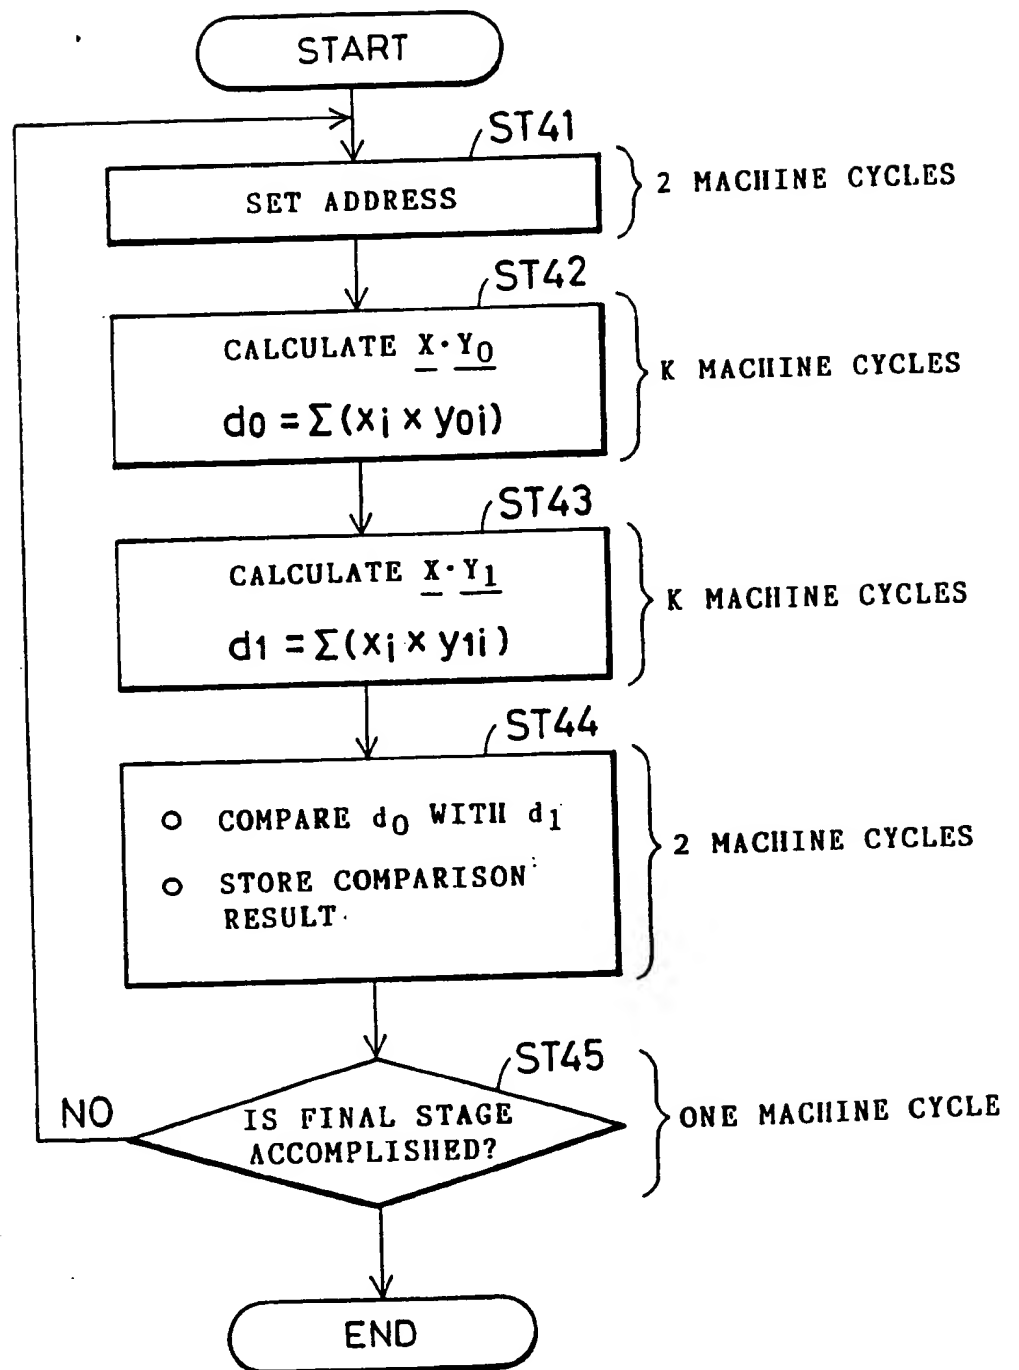 START
ST41
SET ADDRESS
2 MACHINE CYCLES
ST42
CALCULATE X·Y0
d0 = Σ(xi × y0i)
K MACHINE CYCLES
ST43
CALCULATE X·Y1
d1 = Σ(xi × y1i)
K MACHINE CYCLES
ST44
○ COMPARE d0 WITH d1
○ STORE COMPARISON
RESULT
2 MACHINE CYCLES
ST45
NO
IS FINAL STAGE
ACCOMPLISHED?
ONE MACHINE CYCLE
END